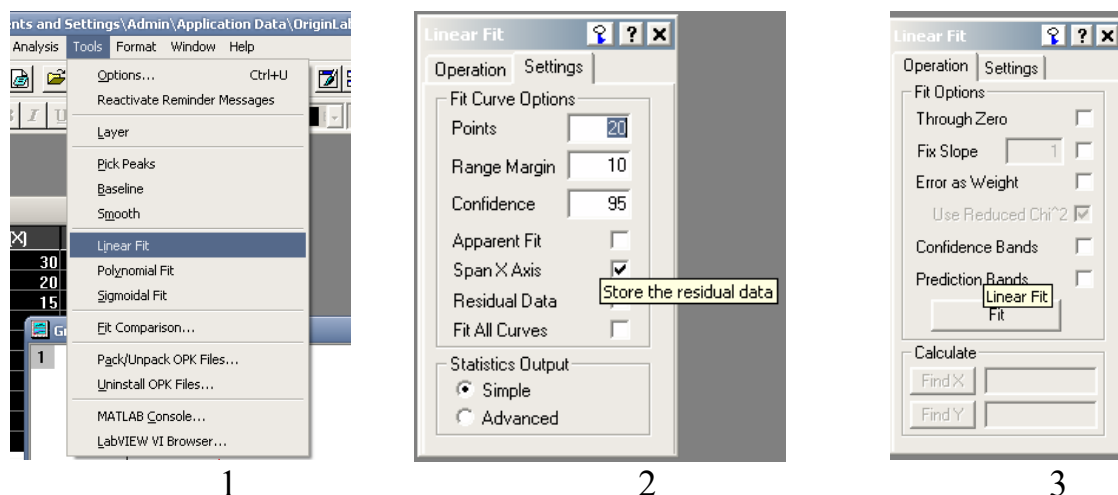 nts and Settings\Admin\Application Data\OriginLal
Analysis Tools Format Window Help
Options... Ctrl+U
Reactivate Reminder Messages
Layer
Pick Peaks
Baseline
Smooth
(X)
Linear Fit
30
Polynomial Fit
20
Sigmoidal Fit
15
Fit Comparison...
1
Pack/Unpack OPK Files...
Uninstall OPK Files...
MATLAB Console...
LabVIEW VI Browser...
1
Linear Fit
Operation Settings
Fit Curve Options
Points 20
Range Margin 10
Confidence 95
Apparent Fit
Span X Axis
Store the residual data
Residual Data
Fit All Curves
Statistics Output
Simple
Advanced
2
Linear Fit
Operation Settings
Fit Options
Through Zero
Fix Slope 1
Error as Weight
Use Reduced Chi^2
Confidence Bands
Prediction Bands
Linear Fit
Fit
Calculate
Find X
Find Y
3